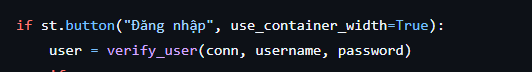 if st.button("Đăng nhập", use_container_width=True):
user = verify_user(conn, username, password)